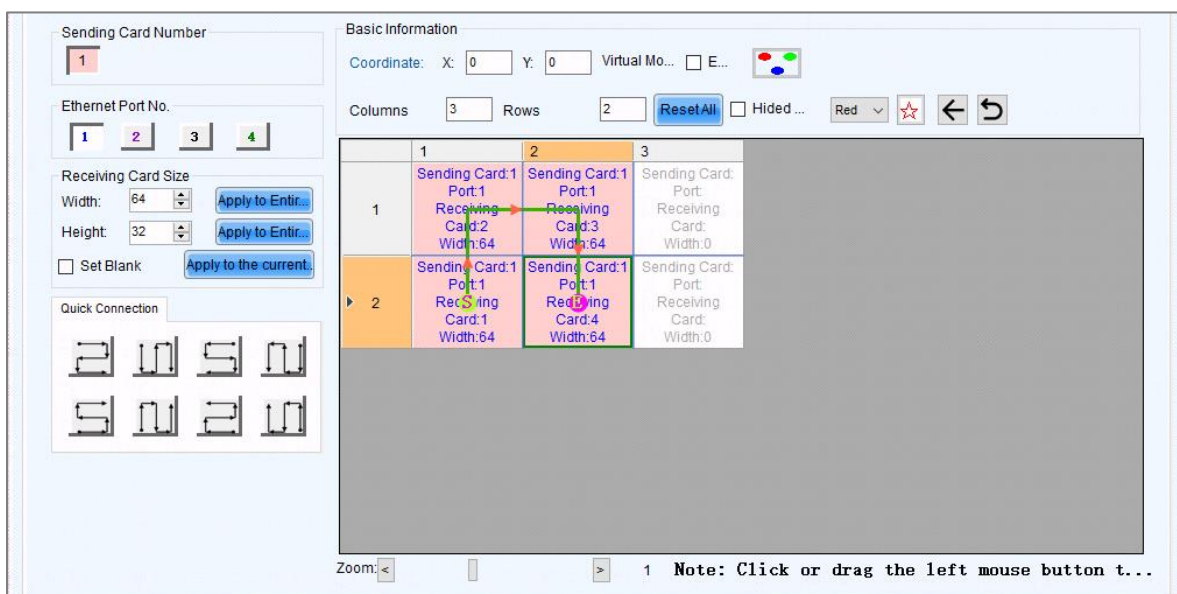 Sending Card Number
1
Ethernet Port No.
1 2 3 4
Receiving Card Size
Width: 64 Apply to Entir...
Height: 32 Apply to Entir...
Set Blank Apply to the current.
Quick Connection
Basic Information
Coordinate: X: 0 Y: 0 Virtual Mo... E...
Columns 3 Rows 2 Reset All Hided ... Red
1 2 3
1
Sending Card:1
Port:1
Receiving
Card:2
Width:64
Sending Card:1
Port:1
Receiving
Card:3
Width:64
Sending Card:
Port:
Receiving
Card:
Width:0
2
Sending Card:1
Port:1
Receiving
Card:1
Width:64
S
Sending Card:1
Port:1
Receiving
Card:4
Width:64
E
Sending Card:
Port:
Receiving
Card:
Width:0
Zoom: < > 1 Note: Click or drag the left mouse button t...